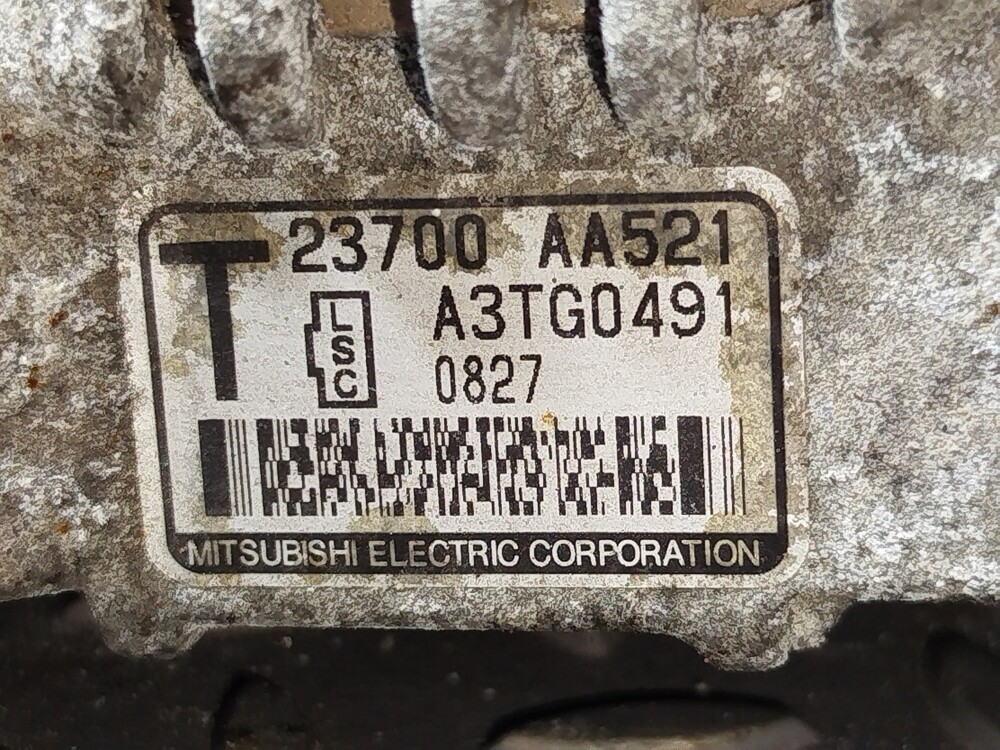 T
23700 AA521
LSC
A3TG0491
0827
MITSUBISHI ELECTRIC CORPORATION